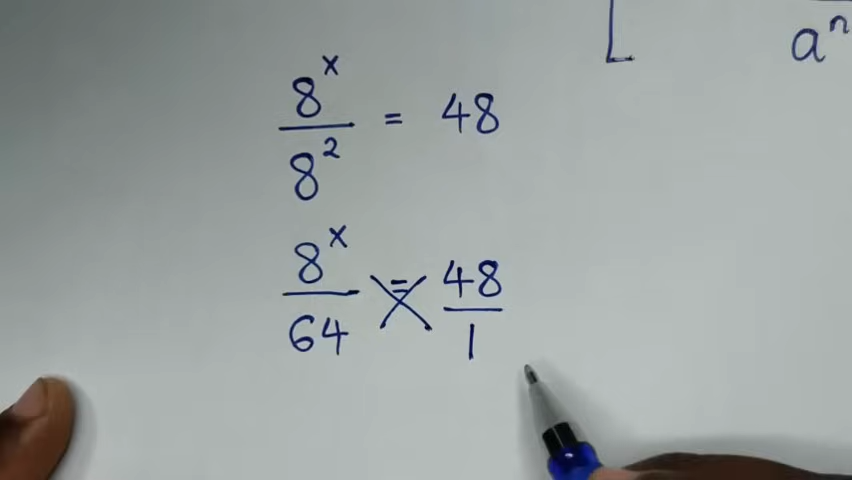 a^n
8^x / 8^2 = 48
8^x / 64 = 48 / 1